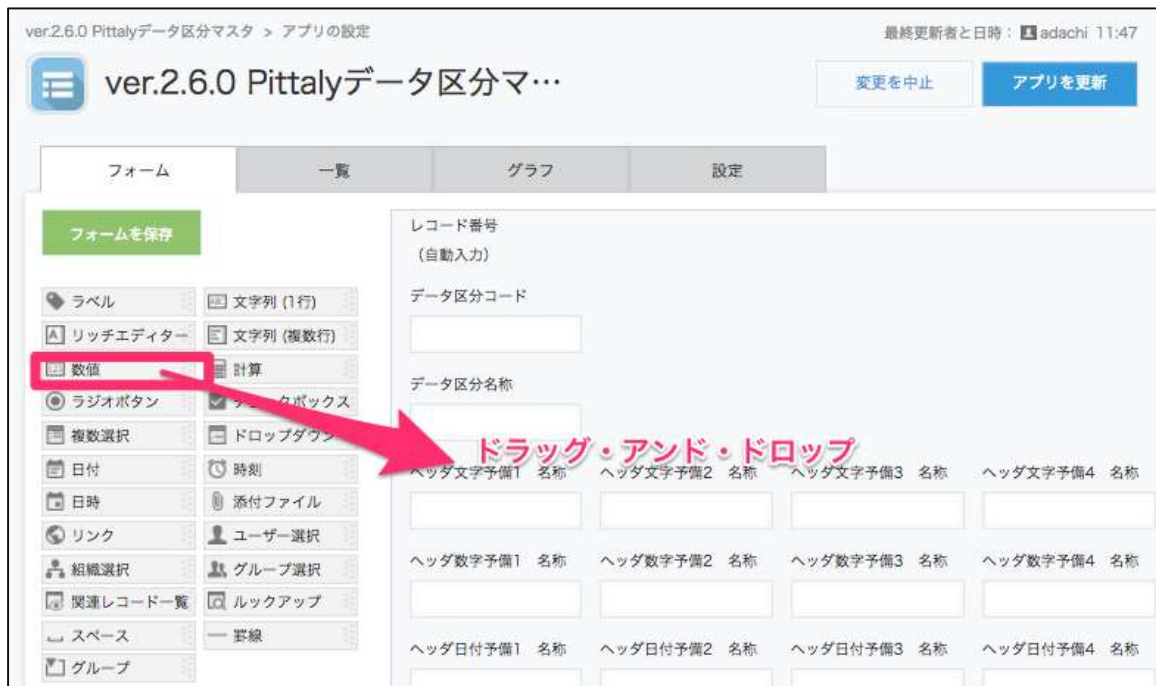 ver.2.6.0 Pittalyデータ区分マスタ > アプリの設定
最終更新者と日時： adachi 11:47
ver.2.6.0 Pittalyデータ区分マ…
変更を中止
アプリを更新
フォーム 一覧 グラフ 設定
フォームを保存
ラベル 文字列 (1行)
リッチエディター 文字列 (複数行)
数値 計算
ラジオボタン チェックボックス
複数選択 ドロップダウン
日付 時刻
日時 添付ファイル
リンク ユーザー選択
組織選択 グループ選択
関連レコード一覧 ルックアップ
スペース 罫線
グループ
レコード番号
（自動入力）
データ区分コード
データ区分名称
ドラッグ・アンド・ドロップ
ヘッダ文字予備1 名称 ヘッダ文字予備2 名称 ヘッダ文字予備3 名称 ヘッダ文字予備4 名称
ヘッダ数字予備1 名称 ヘッダ数字予備2 名称 ヘッダ数字予備3 名称 ヘッダ数字予備4 名称
ヘッダ日付予備1 名称 ヘッダ日付予備2 名称 ヘッダ日付予備3 名称 ヘッダ日付予備4 名称